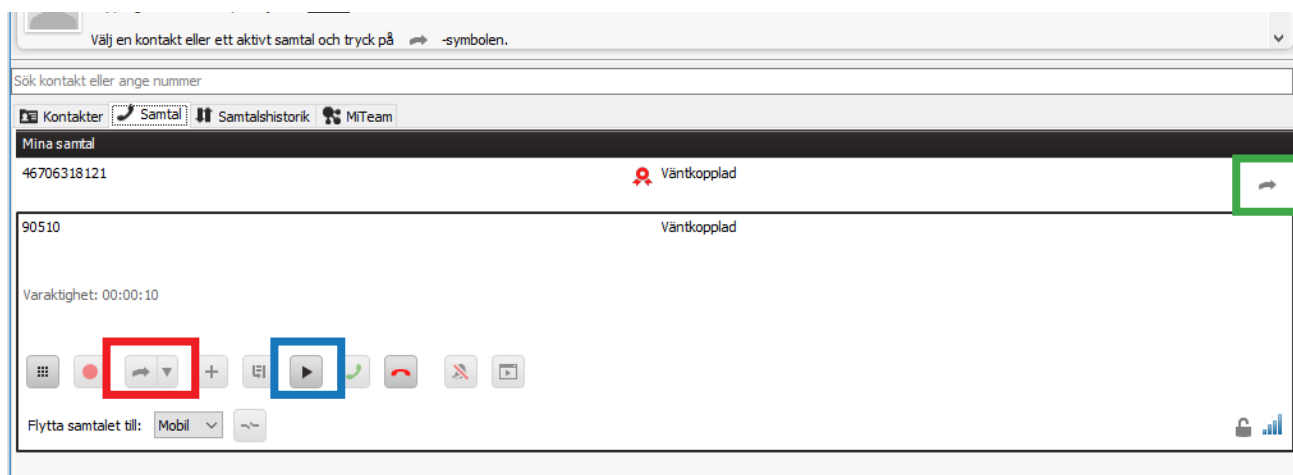 Välj en kontakt eller ett aktivt samtal och tryck på -symbolen.
Sök kontakt eller ange nummer
Kontakter Samtal Samtalshistorik MiTeam
Mina samtal
46706318121 Väntkopplad
90510 Väntkopplad
Varaktighet: 00:00:10
Flytta samtalet till: Mobil